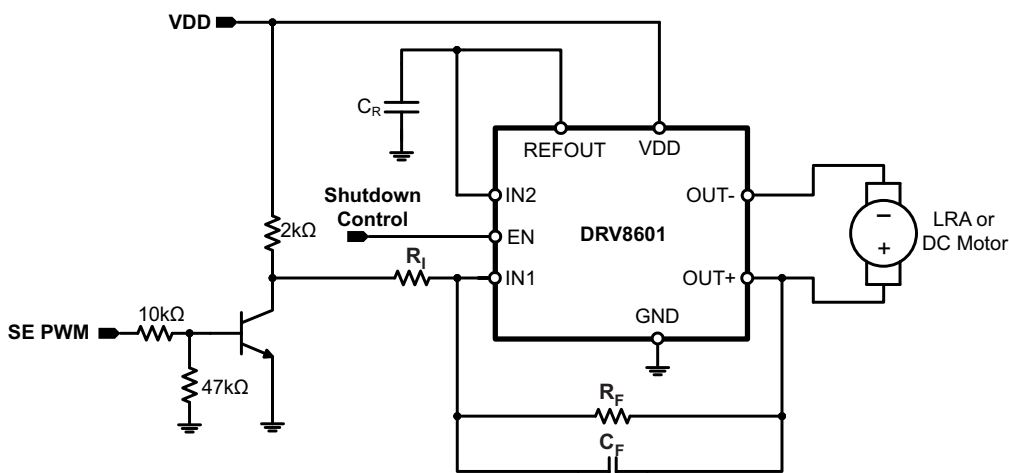 VDD
C_R
REFOUT
VDD
Shutdown
Control
IN2
OUT-
2kΩ
EN
DRV8601
LRA or
DC Motor
R_I
IN1
OUT+
−
+
SE PWM
10kΩ
GND
47kΩ
R_F
C_F